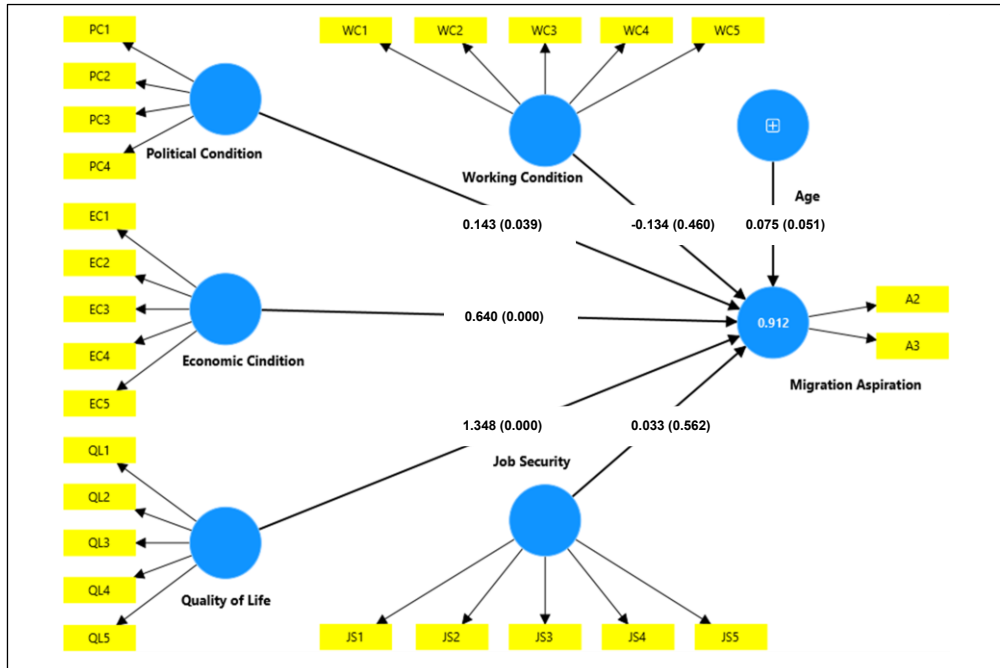 PC1
PC2
PC3
PC4
Political Condition
WC1
WC2
WC3
WC4
WC5
Working Condition
Age
EC1
EC2
EC3
EC4
EC5
Economic Cindition
0.143 (0.039)
-0.134 (0.460)
0.075 (0.051)
0.640 (0.000)
0.912
A2
A3
Migration Aspiration
1.348 (0.000)
0.033 (0.562)
QL1
QL2
QL3
QL4
QL5
Quality of Life
Job Security
JS1
JS2
JS3
JS4
JS5